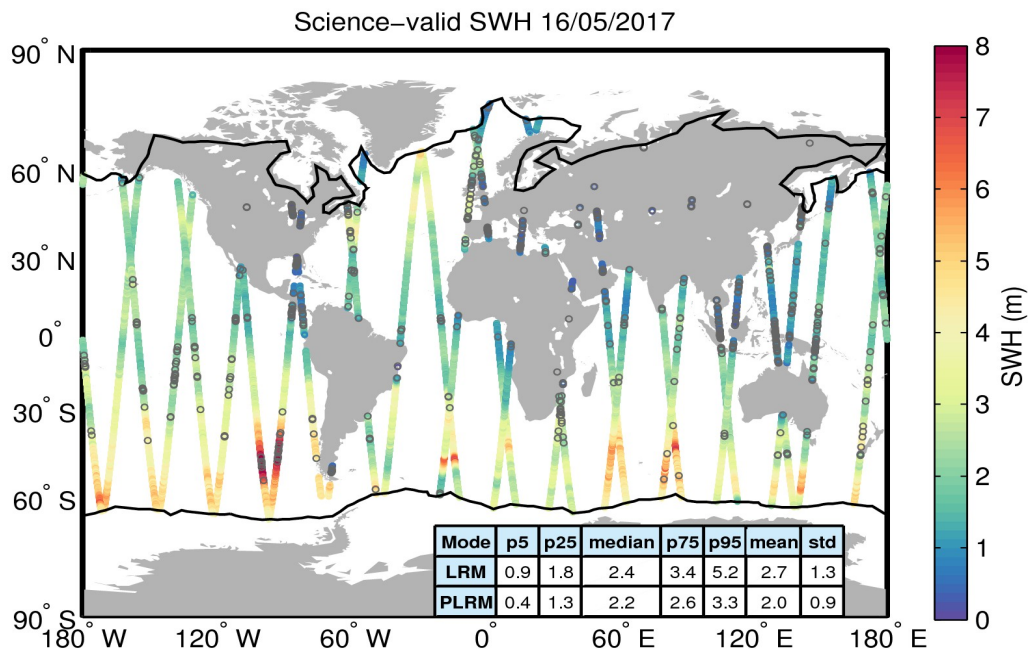 Science−valid SWH 16/05/2017
90° N
60° N
30° N
0°
30° S
60° S
90° S
180° W
120° W
60° W
0°
60° E
120° E
180° E
Mode p5 p25 median p75 p95 mean std
LRM 0.9 1.8 2.4 3.4 5.2 2.7 1.3
PLRM 0.4 1.3 2.2 2.6 3.3 2.0 0.9
8
7
6
5
4
3
2
1
0
SWH (m)